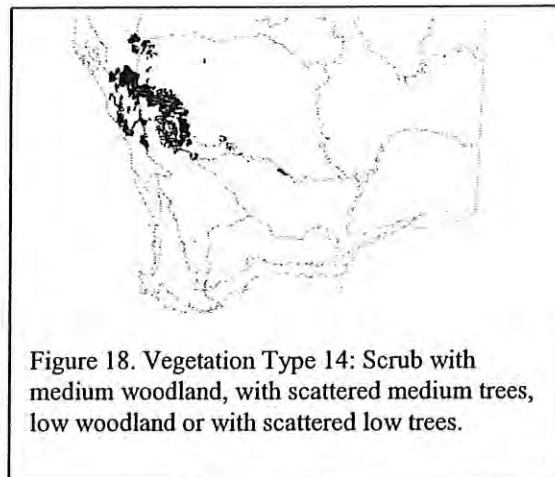 Figure 18. Vegetation Type 14: Scrub with
medium woodland, with scattered medium trees,
low woodland or with scattered low trees.